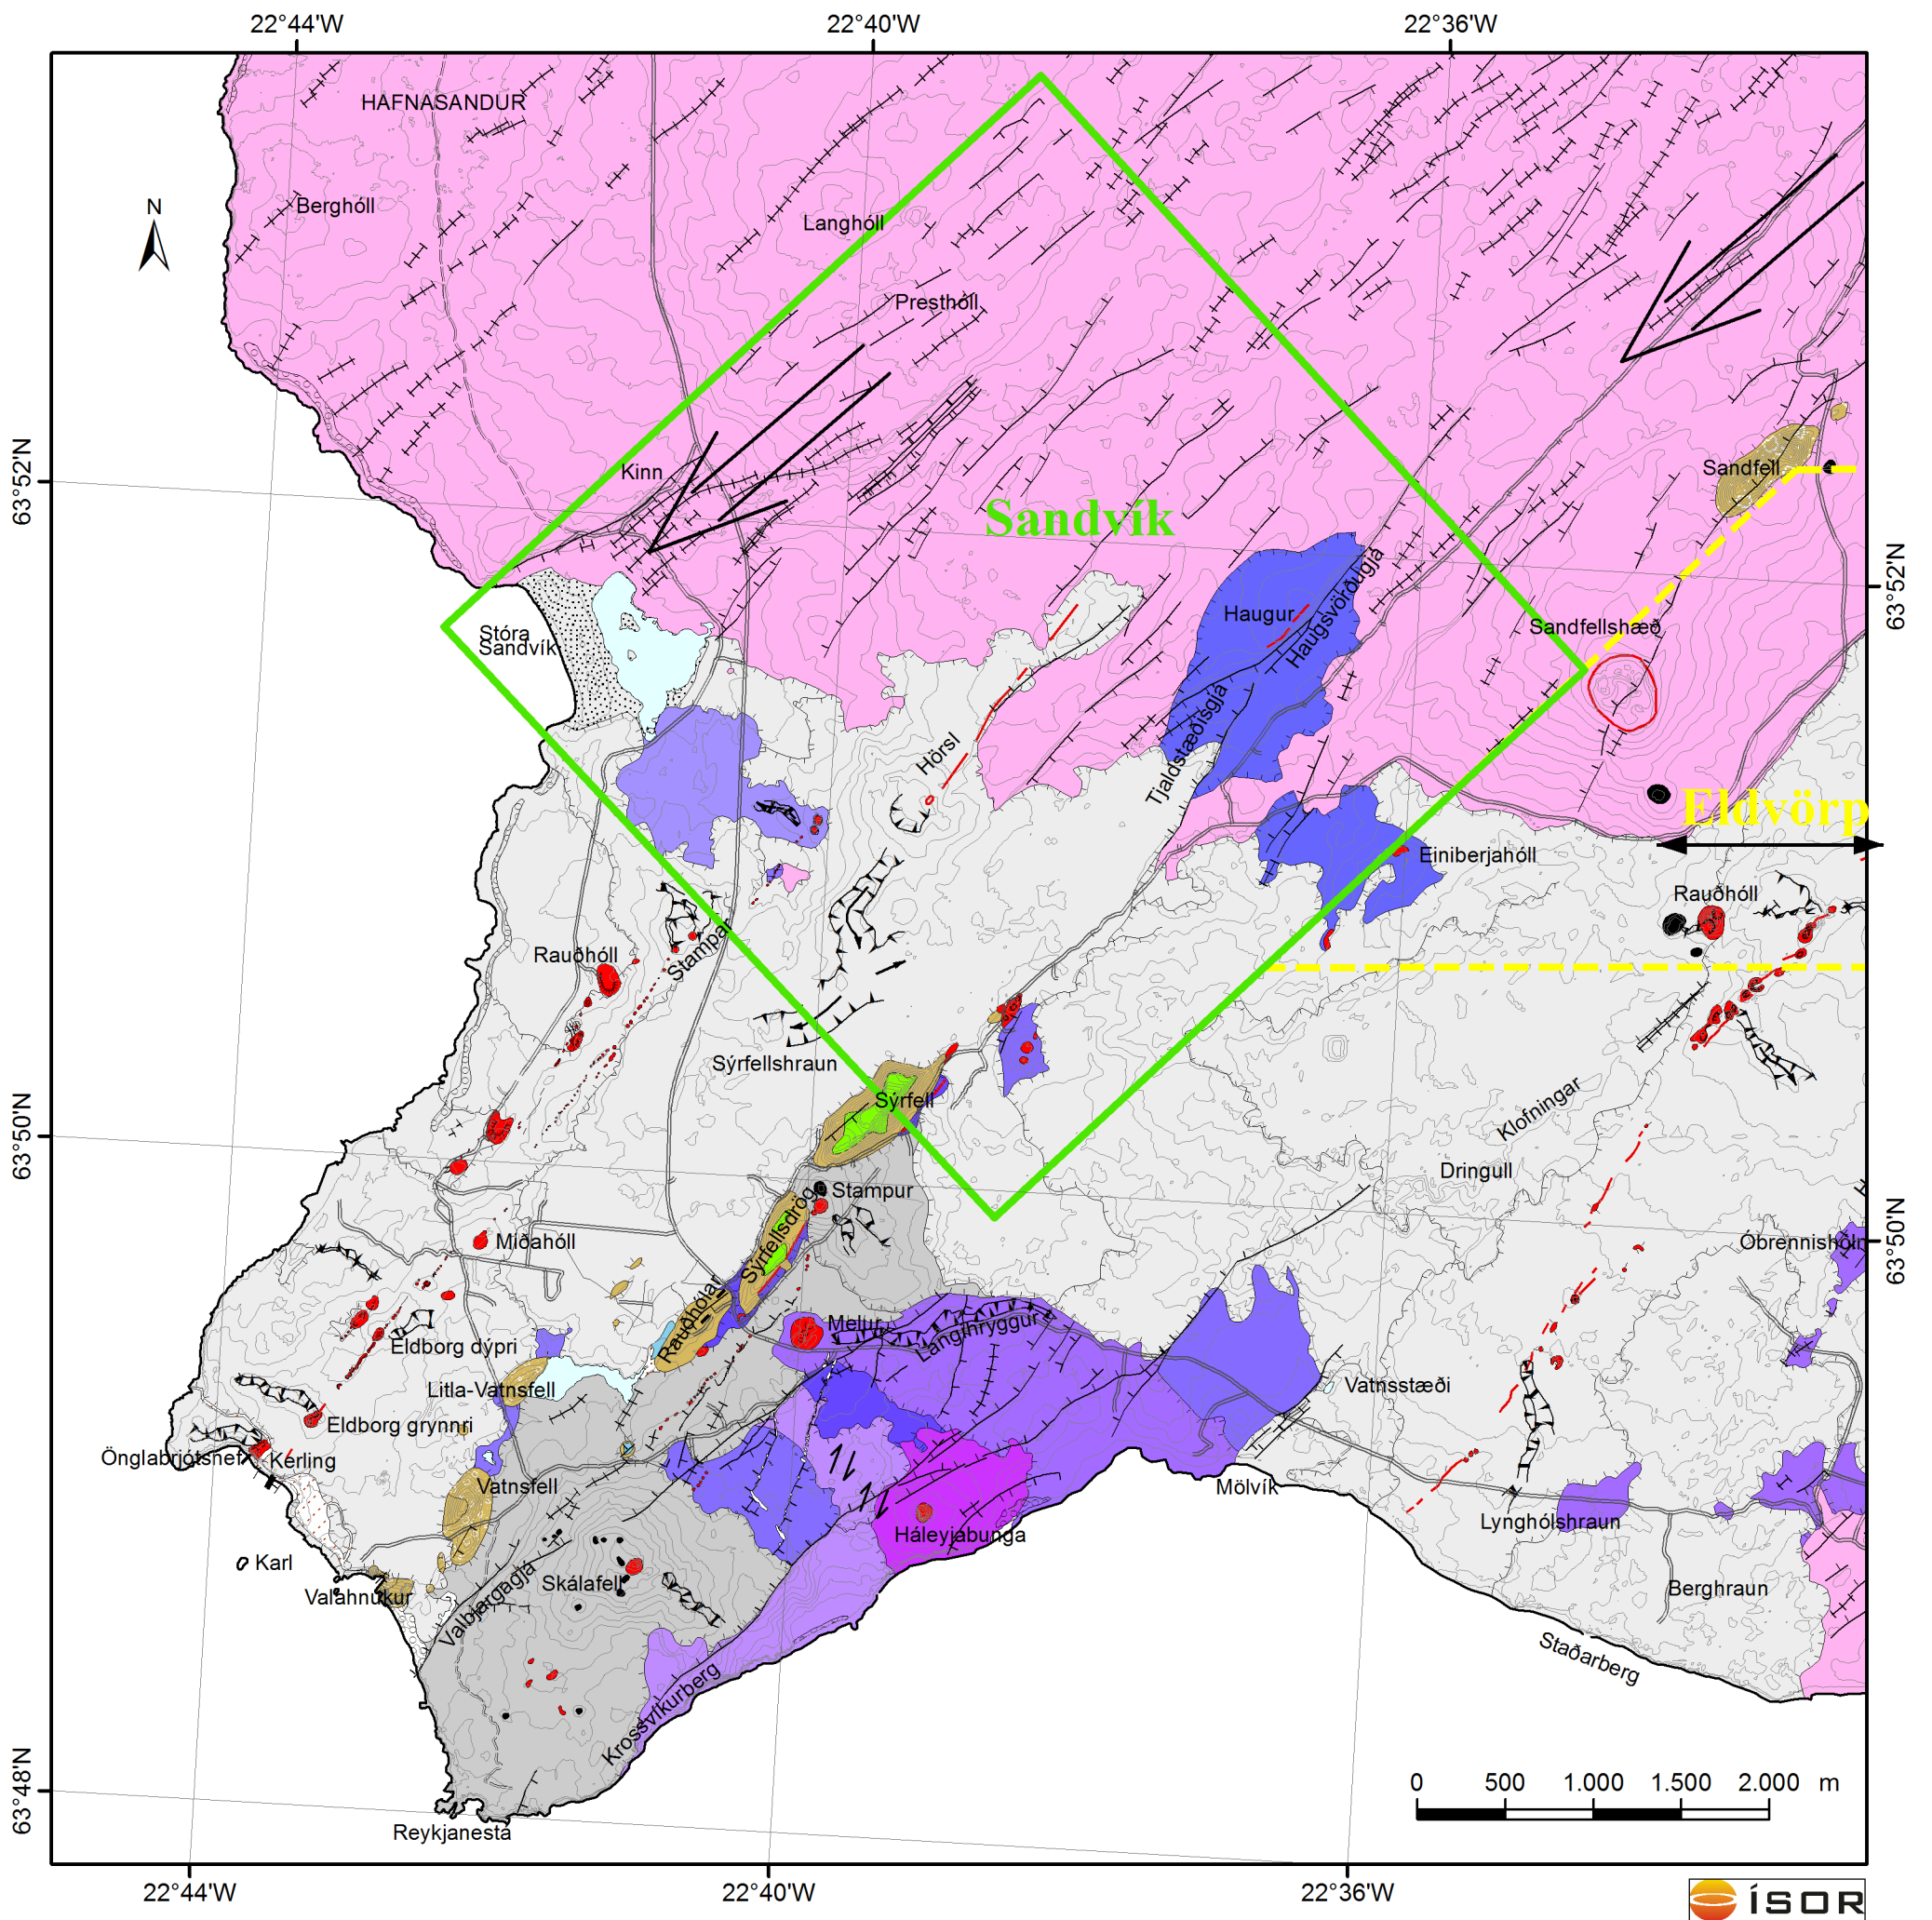 22°44'W
22°40'W
22°36'W
HAFNASANDUR
N
Berghóll
Langhóll
Presthóll
63°52'N
Kinn
Sandfell
Sandvík
63°52'N
Haugur
Haugsvörðugjá
Sandfellshæð
Stóra
Sandvík
Tjaldstæðisgjá
Hörsl
Eldvörp
Einiberjahóll
Rauðhóll
Rauðhóll
Stampar
Sýrfellshraun
Sýrfell
Klofningar
63°50'N
Dringull
Stampur
Sýrfellsdrög
Miðahóll
Óbrennishóln
63°50'N
Rauðhólar
Melur
Langihryggur
Eldborg dýpri
Litla-Vatnsfell
Vatnsstæði
Eldborg grynnri
Önglabrjótsnef
Kerling
Vatnsfell
Mölvík
Lynghólshraun
Háleyjabunga
Karl
Skálafell
Valahnúkur
Valbjargagjá
Berghraun
Staðarberg
Krossvíkurberg
63°48'N
0 500 1.000 1.500 2.000 m
Reykjanestá
22°44'W
22°40'W
22°36'W
ÍSOR